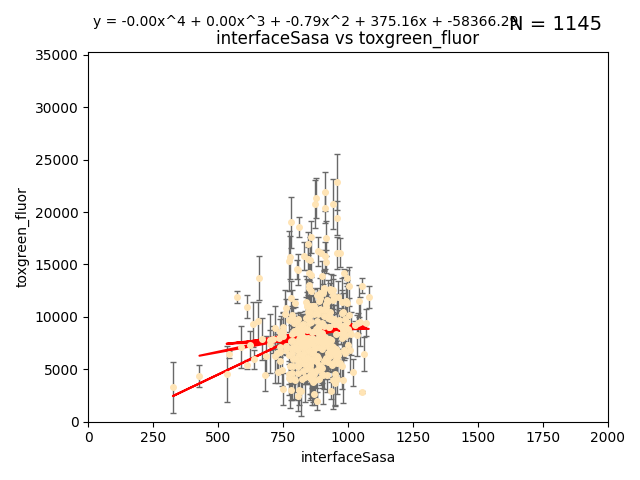 y = -0.00x^4 + 0.00x^3 + -0.79x^2 + 375.16x + -58366.29
N = 1145
interfaceSasa vs toxgreen_fluor
35000
30000
25000
20000
15000
10000
5000
0
toxgreen_fluor
0 250 500 750 1000 1250 1500 1750 2000
interfaceSasa